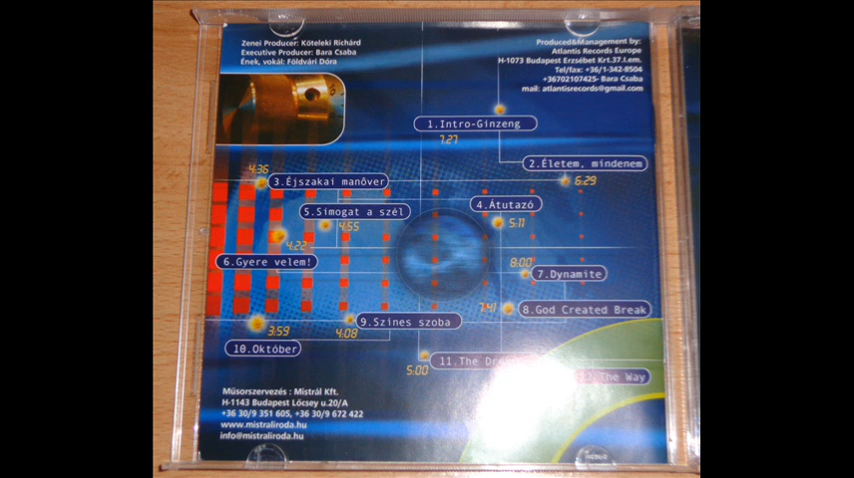 Zenei Producer: Köteleki Richárd
Executive Producer: Bara Csaba
Ének, vokál: Földvári Dóra
Produced&Management by:
Atlantis Records Europe
H-1073 Budapest Erzsébet Krt.37.I.em.
Tel/fax: +36/1-342-8504
+36702107425- Bara Csaba
mail: atlantisrecords@gmail.com
1.Intro-Ginzeng
7:27
2.Életem, mindenem
6:29
4:36
3.Éjszakai manőver
4.Átutazó
5:11
5.Simogat a szél
4:55
4:22
6.Gyere velem!
8:00
7.Dynamite
7:41
8.God Created Break
3:59
9.Színes szoba
4:08
10.Október
11.The
5:00
12.The Way
Műsorszervezés : Mistrál Kft.
H-1143 Budapest Lőcsey u.20/A
+36 30/9 351 605, +36 30/9 672 422
www.mistraliroda.hu
info@mistraliroda.hu